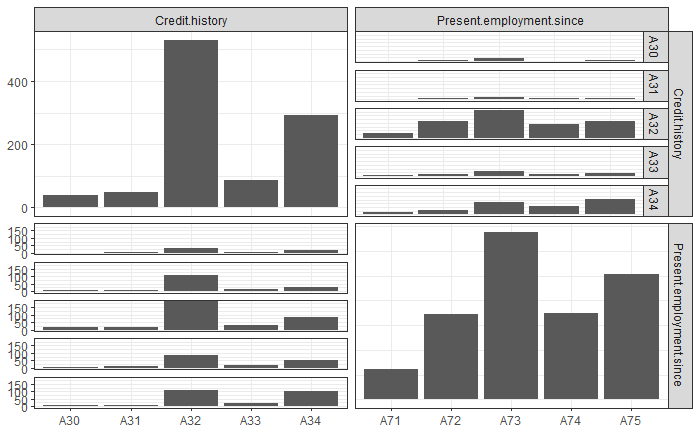 Credit.history
Present.employment.since
400
200
0
A30
A31
A32
A33
A34
Credit.history
150
100
50
0
150
100
50
0
150
100
50
0
150
100
50
0
150
100
50
0
Present.employment.since
A30 A31 A32 A33 A34
A71 A72 A73 A74 A75